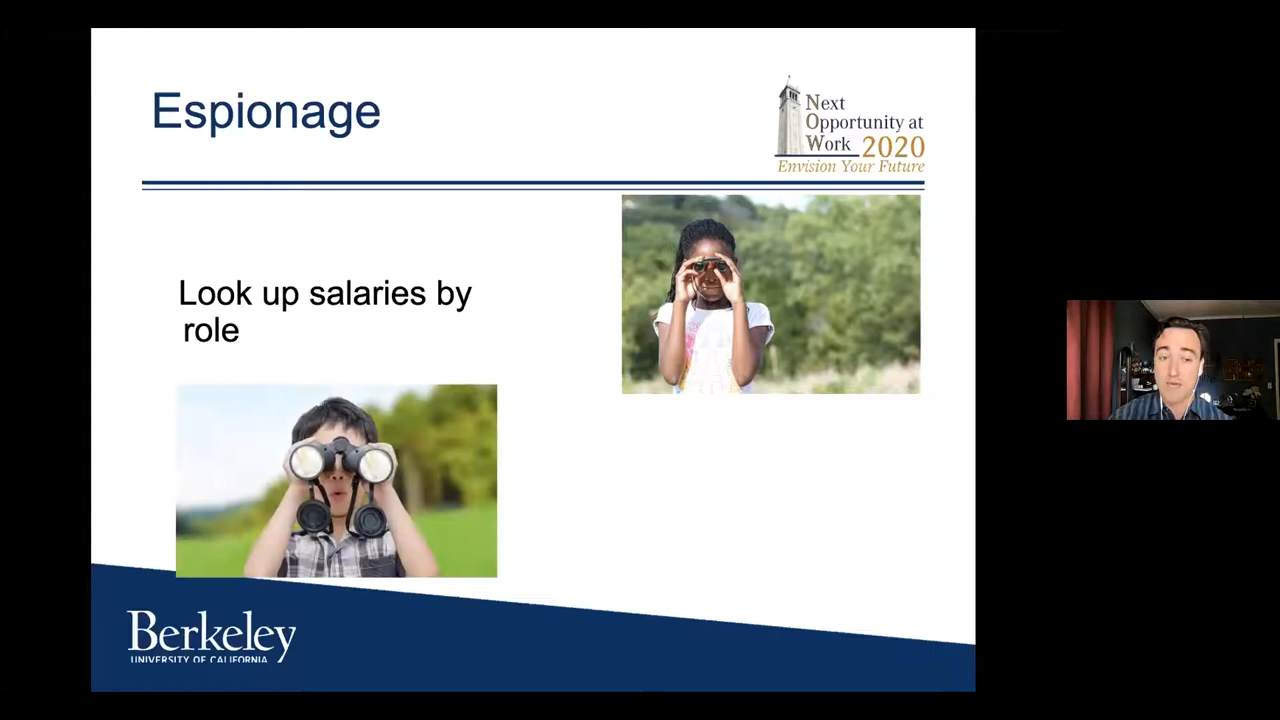 Espionage
Next
Opportunity at
Work 2020
Envision Your Future
Look up salaries by
role
Berkeley
UNIVERSITY OF CALIFORNIA